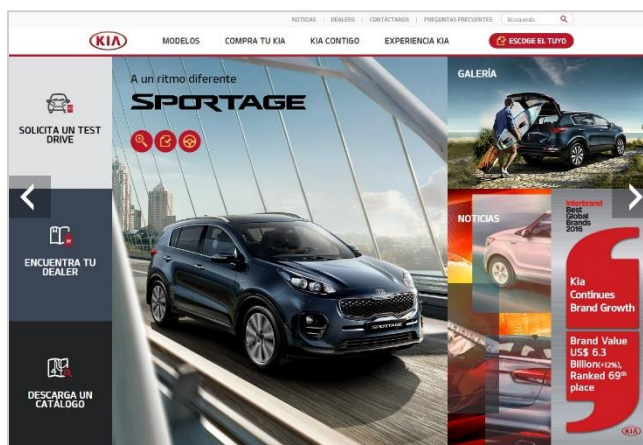 NOTICIAS | DEALERS | CONTÁCTANOS | PREGUNTAS FRECUENTES
Búsqueda
KIA
MODELOS
COMPRA TU KIA
KIA CONTIGO
EXPERIENCIA KIA
ESCOGE EL TUYO
SOLICITA UN TEST
DRIVE
ENCUENTRA TU
DEALER
DESCARGA UN
CATÁLOGO
A un ritmo diferente
SPORTAGE
SPORTAGE
GALERÍA
NOTICIAS
Interbrand
Best
Global
Brands
2016
Kia
Continues
Brand Growth
Brand Value
US$ 6.3
Billion(+12%),
Ranked 69th
place
KIA